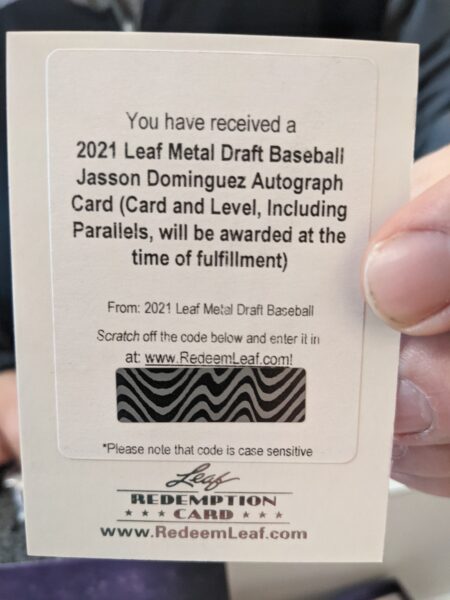 You have received a
2021 Leaf Metal Draft Baseball
Jasson Dominguez Autograph
Card (Card and Level, Including
Parallels, will be awarded at the
time of fulfillment)
From: 2021 Leaf Metal Draft Baseball
Scratch off the code below and enter it in
at: www.RedeemLeaf.com!
*Please note that code is case sensitive
Leaf
REDEMPTION
★ ★ ★ CARD ★ ★ ★
www.RedeemLeaf.com